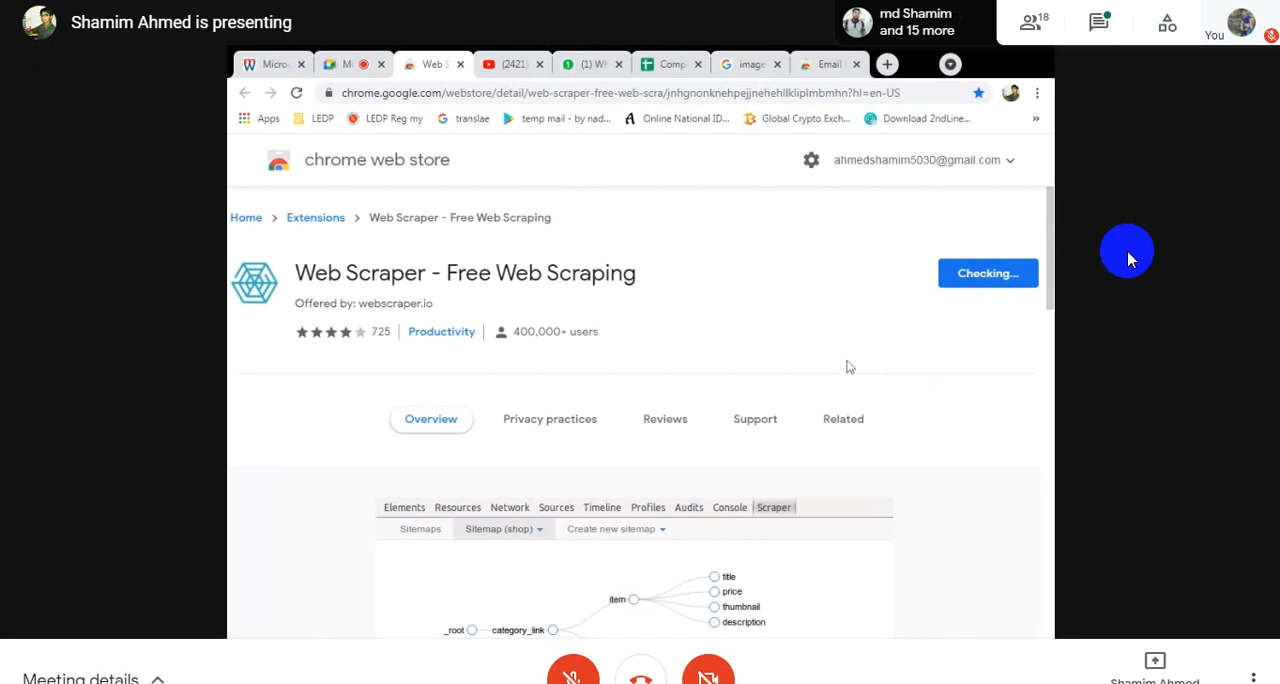 Shamim Ahmed is presenting
md Shamim
and 15 more
18
You
Micro
M
Web S
(2421)
(1) Wh
Comp
image
Email
chrome.google.com/webstore/detail/web-scraper-free-web-scra/jnhgnonknehpejjnehehllkliplmbmhn?hl=en-US
Apps
LEDP
LEDP Reg my
translae
temp mail - by nad...
Online National ID...
Global Crypto Exch...
Download 2ndLine...
»
chrome web store
ahmedshamim5030@gmail.com
Home > Extensions > Web Scraper - Free Web Scraping
Web Scraper - Free Web Scraping
Checking...
Offered by: webscraper.io
725
Productivity
400,000+ users
Overview
Privacy practices
Reviews
Support
Related
Elements Resources Network Sources Timeline Profiles Audits Console Scraper
Sitemaps Sitemap (shop) Create new sitemap
title
item
price
thumbnail
description
_root
category_link
Meeting details
Shamim Ahmed